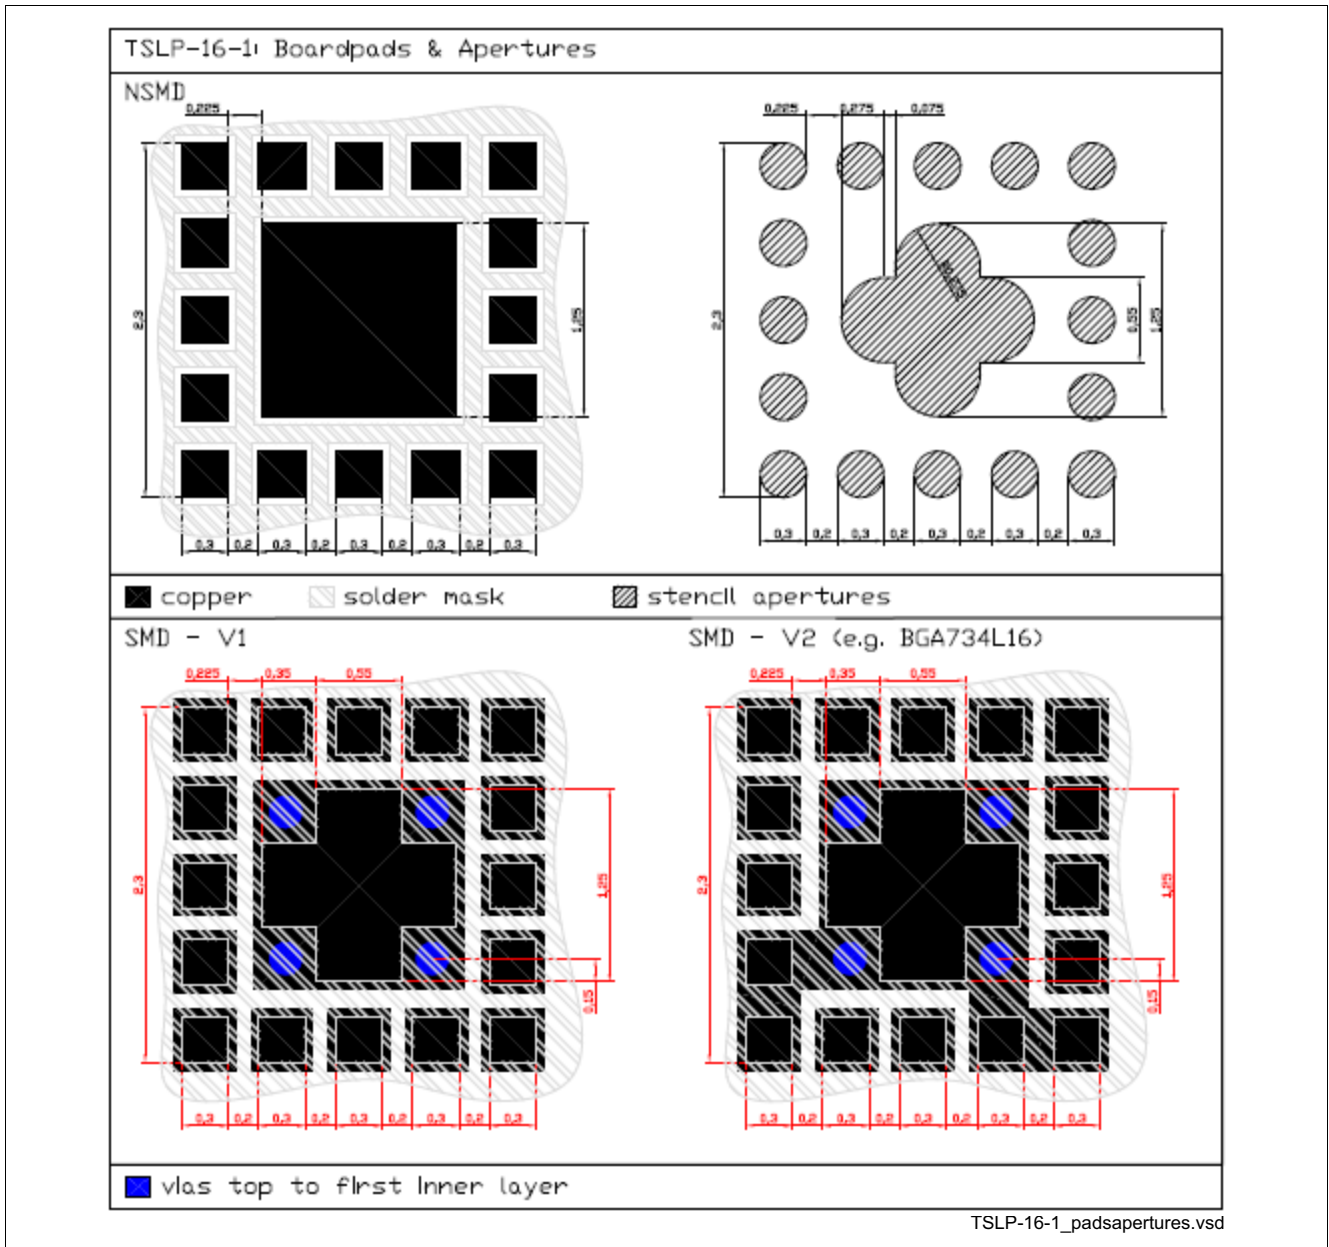 TSLP-16-1: Boardpads & Apertures
NSMD
0,225
0,225 0,275 0,075
2,3
1,25
2,3
0,55
1,25
0,3 0,2 0,3 0,2 0,3 0,2 0,3 0,2 0,3
0,3 0,2 0,3 0,2 0,3 0,2 0,3 0,2 0,3
copper solder mask stencil apertures
SMD - V1 SMD - V2 (e.g. BGA734L16)
0,225 0,35 0,55
0,225 0,35 0,55
2,3
1,25
0,15
2,3
1,25
0,15
0,3 0,2 0,3 0,2 0,3 0,2 0,3 0,2 0,3
0,3 0,2 0,3 0,2 0,3 0,2 0,3 0,2 0,3
vias top to first inner layer
TSLP-16-1_padsapertures.vsd